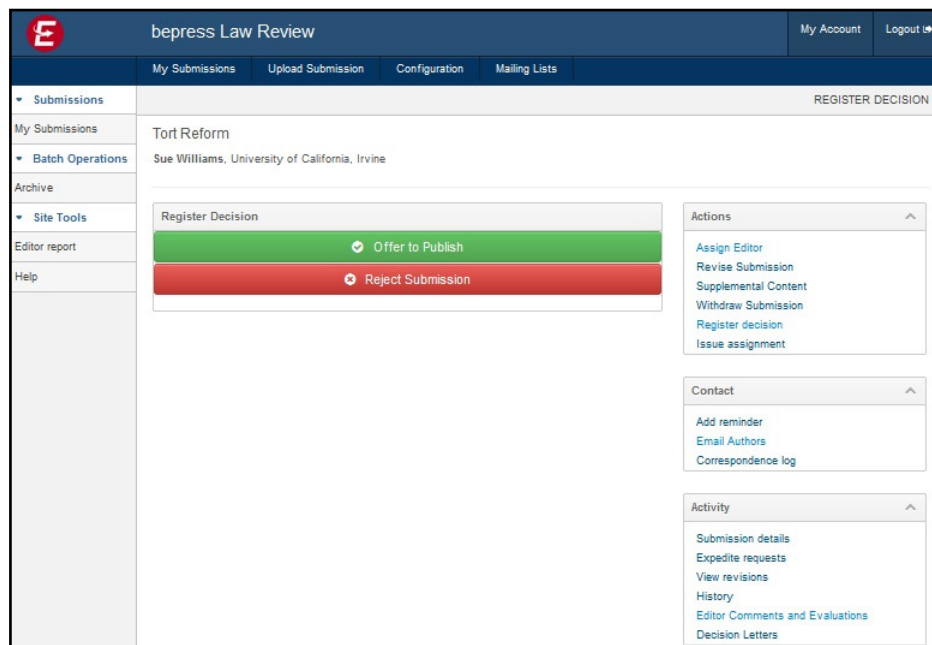 E
bepress Law Review
My Account
Logout
My Submissions
Upload Submission
Configuration
Mailing Lists
Submissions
My Submissions
Batch Operations
Archive
Site Tools
Editor report
Help
REGISTER DECISION
Tort Reform
Sue Williams, University of California, Irvine
Register Decision
Offer to Publish
Reject Submission
Actions
Assign Editor
Revise Submission
Supplemental Content
Withdraw Submission
Register decision
Issue assignment
Contact
Add reminder
Email Authors
Correspondence log
Activity
Submission details
Expedite requests
View revisions
History
Editor Comments and Evaluations
Decision Letters